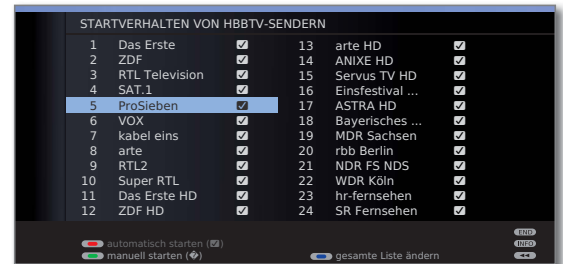 STARTVERHALTEN VON HBBTV-SENDERN
1 Das Erste ☑
2 ZDF ☑
3 RTL Television ☑
4 SAT.1 ☑
5 ProSieben ☑
6 VOX ☑
7 kabel eins ☑
8 arte ☑
9 RTL2 ☑
10 Super RTL ☑
11 Das Erste HD ☑
12 ZDF HD ☑
13 arte HD ☑
14 ANIXE HD ☑
15 Servus TV HD ☑
16 Einsfestival ... ☑
17 ASTRA HD ☑
18 Bayerisches ... ☑
19 MDR Sachsen ☑
20 rbb Berlin ☑
21 NDR FS NDS ☑
22 WDR Köln ☑
23 hr-fernsehen ☑
24 SR Fernsehen ☑
END
automatisch starten (☑) INFO
manuell starten (�) gesamte Liste ändern